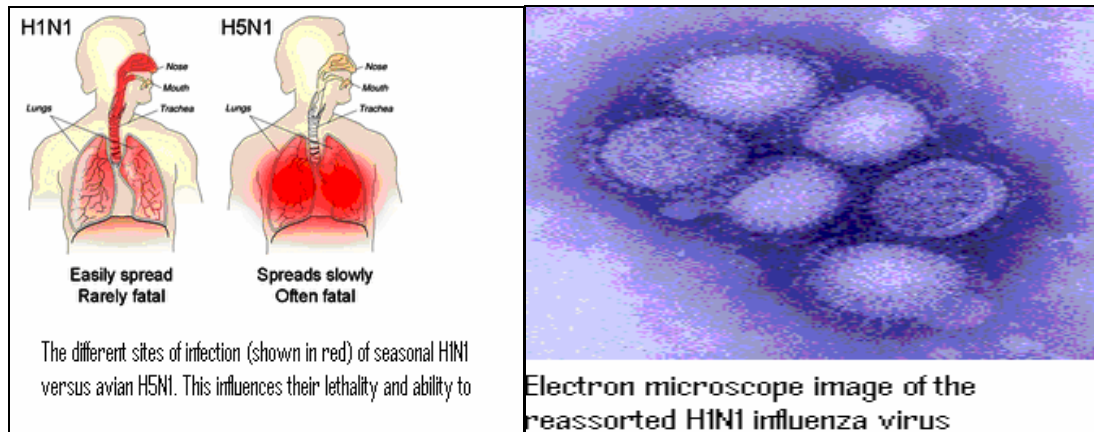 H1N1
H5N1
Nose
Mouth
Trachea
Lungs
Nose
Mouth
Trachea
Lungs
Easily spread
Rarely fatal
Spreads slowly
Often fatal
The different sites of infection (shown in red) of seasonal H1N1
versus avian H5N1. This influences their lethality and ability to
Electron microscope image of the
reassorted H1N1 influenza virus